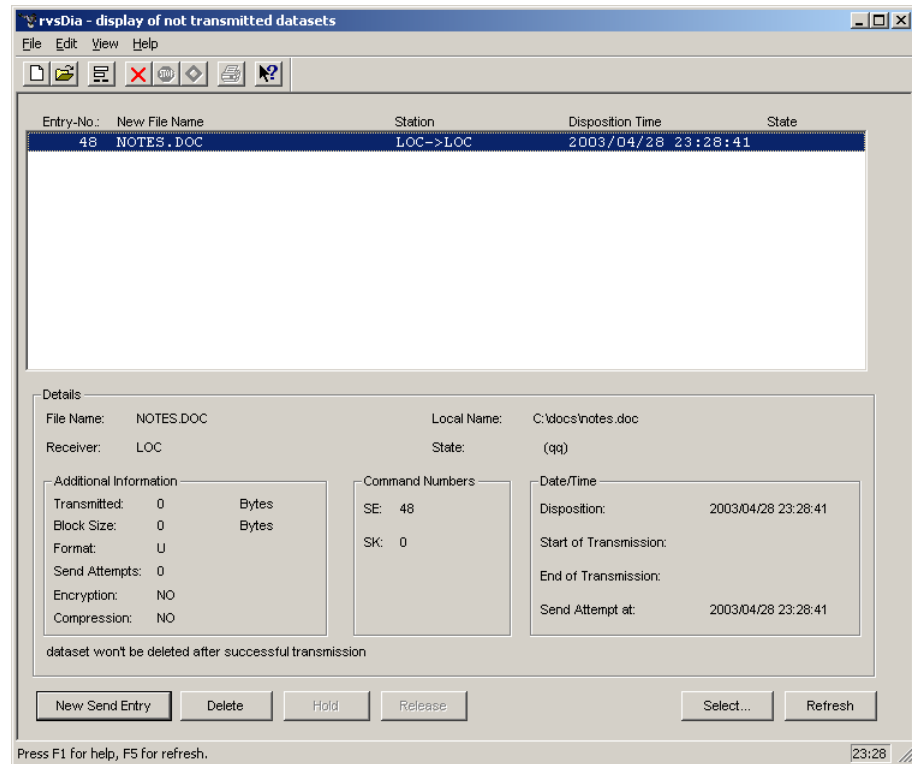 rvsDia - display of not transmitted datasets
File Edit View Help
STOP
Entry-No.: New File Name Station Disposition Time State
48 NOTES.DOC LOC->LOC 2003/04/28 23:28:41
Details
File Name: NOTES.DOC Local Name: C:\docs\notes.doc
Receiver: LOC State: (qq)
Additional Information Command Numbers Date/Time
Transmitted: 0 Bytes SE: 48 Disposition: 2003/04/28 23:28:41
Block Size: 0 Bytes
Format: U SK: 0 Start of Transmission:
Send Attempts: 0 End of Transmission:
Encryption: NO
Compression: NO Send Attempt at: 2003/04/28 23:28:41
dataset won't be deleted after successful transmission
New Send Entry Delete Hold Release Select... Refresh
Press F1 for help, F5 for refresh. 23:28